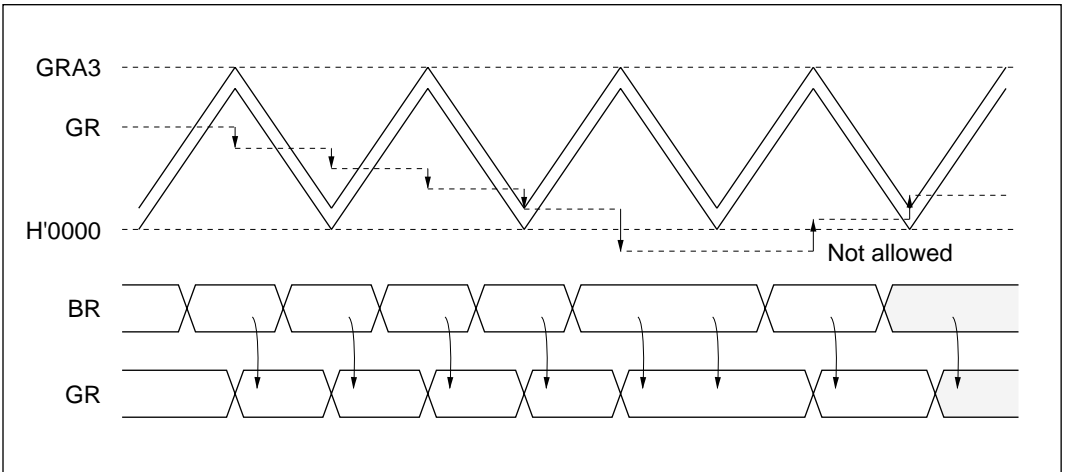 GRA3
GR
H'0000
Not allowed
BR
GR